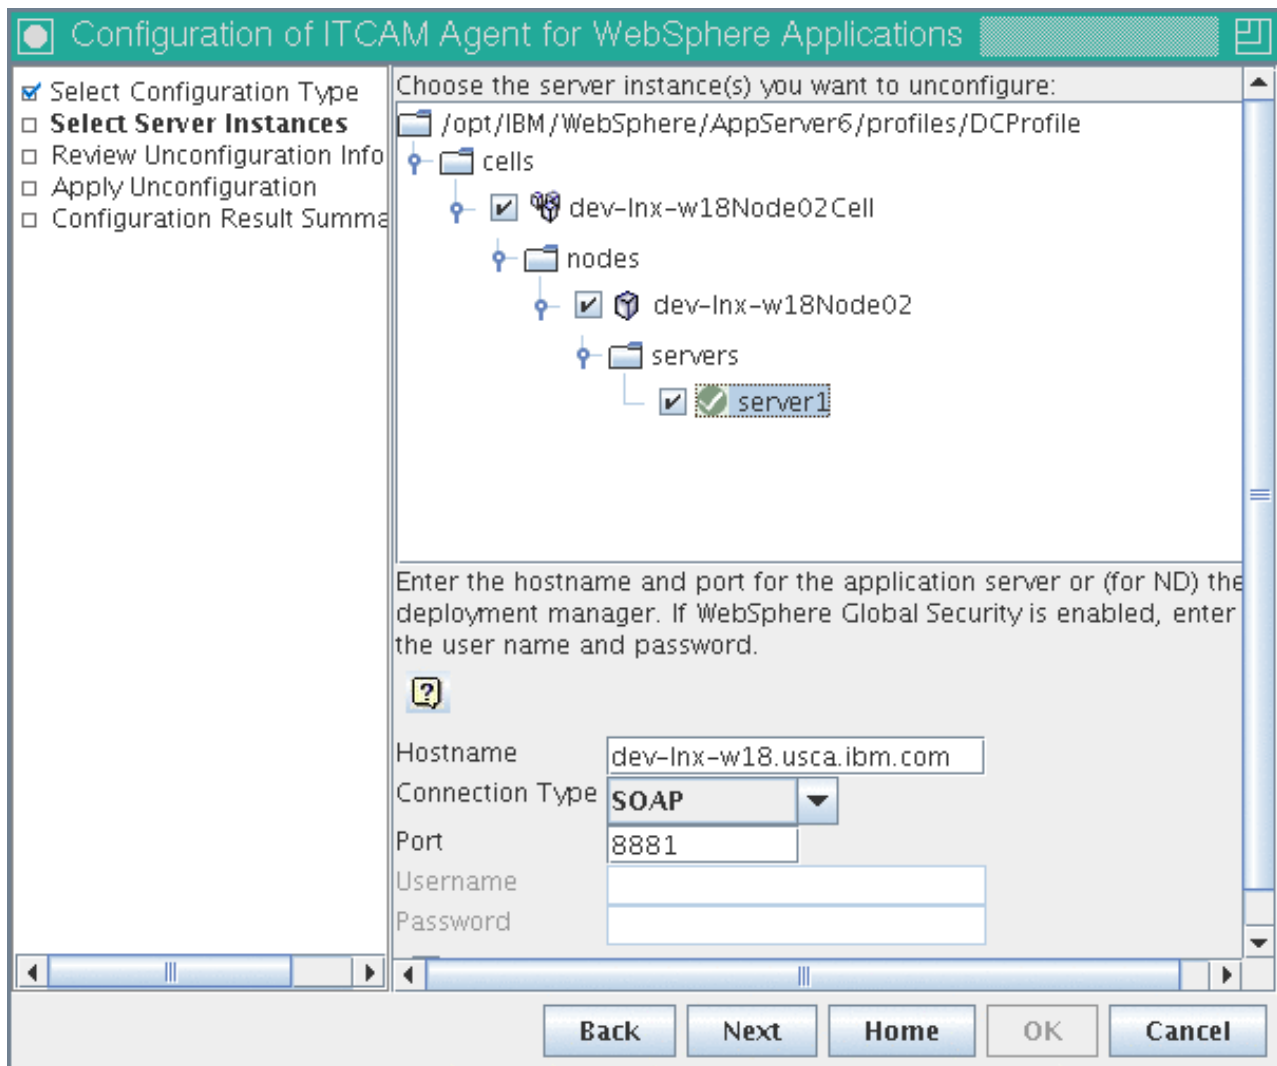 Configuration of ITCAM Agent for WebSphere Applications
Select Configuration Type
Select Server Instances
Review Unconfiguration Info
Apply Unconfiguration
Configuration Result Summa
Choose the server instance(s) you want to unconfigure:
/opt/IBM/WebSphere/AppServer6/profiles/DCProfile
cells
dev-lnx-w18Node02Cell
nodes
dev-lnx-w18Node02
servers
server1
Enter the hostname and port for the application server or (for ND) the
deployment manager. If WebSphere Global Security is enabled, enter
the user name and password.
Hostname
dev-lnx-w18.usca.ibm.com
Connection Type
SOAP
Port
8881
Username
Password
Back Next Home OK Cancel